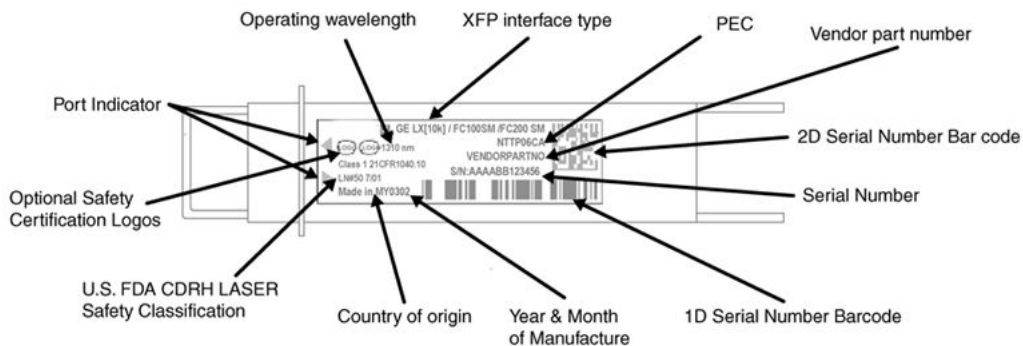 Operating wavelength
XFP interface type
PEC
Vendor part number
Port Indicator
GE LX[10k] / FC100SM /FC200 SM
NTTP06CA
LOGO LOGO 1310 nm
VENDORPARTNO
2D Serial Number Bar code
Class 1 21CFR1040.10
S/N:AAAABB123456
LN#50 7/01
Made in MY0302
Optional Safety
Certification Logos
Serial Number
U.S. FDA CDRH LASER
Safety Classification
Country of origin
Year & Month
of Manufacture
1D Serial Number Barcode